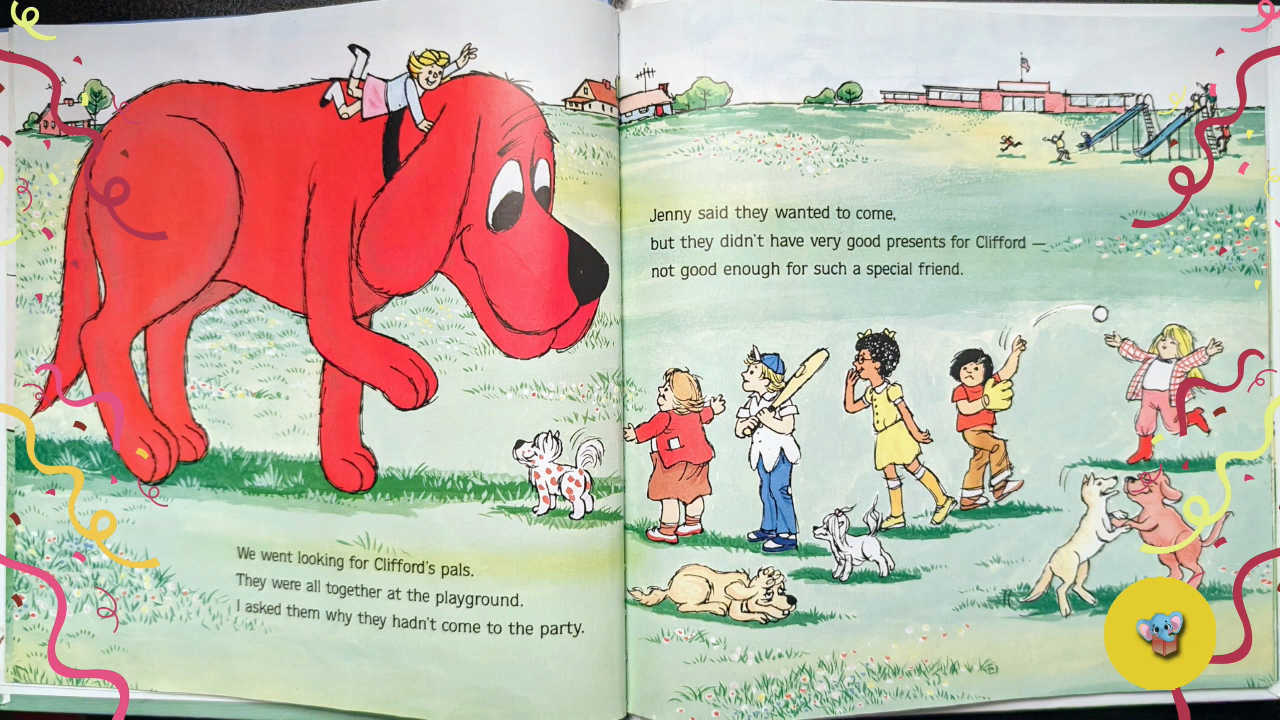 We went looking for Clifford's pals.
They were all together at the playground.
I asked them why they hadn't come to the party.
Jenny said they wanted to come,
but they didn't have very good presents for Clifford —
not good enough for such a special friend.